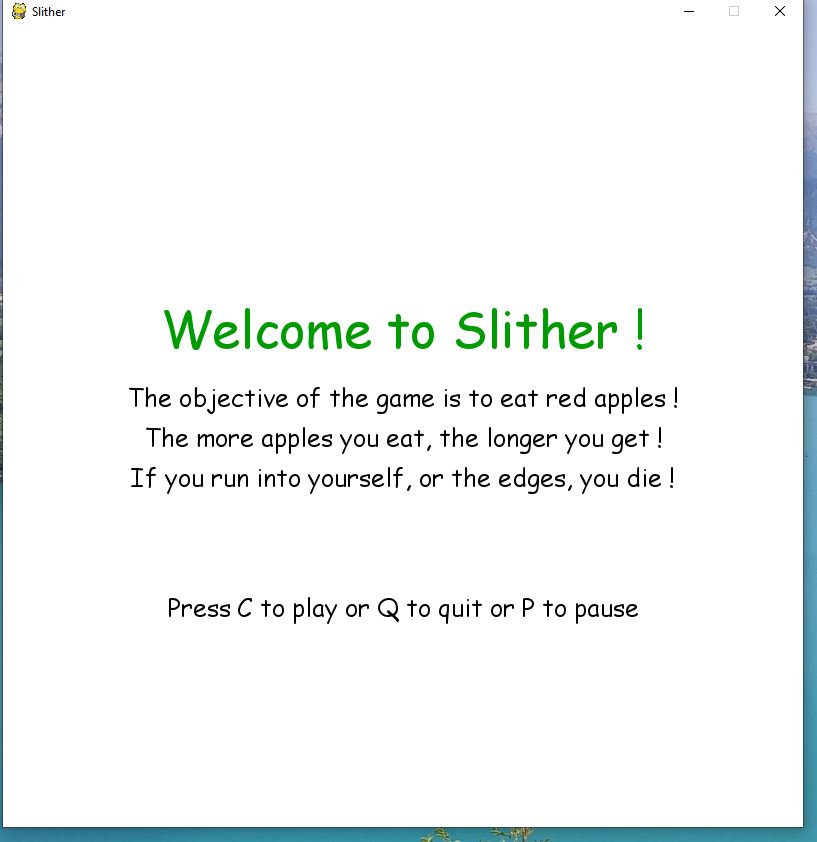 Slither
Welcome to Slither !
The objective of the game is to eat red apples !
The more apples you eat, the longer you get !
If you run into yourself, or the edges, you die !
Press C to play or Q to quit or P to pause